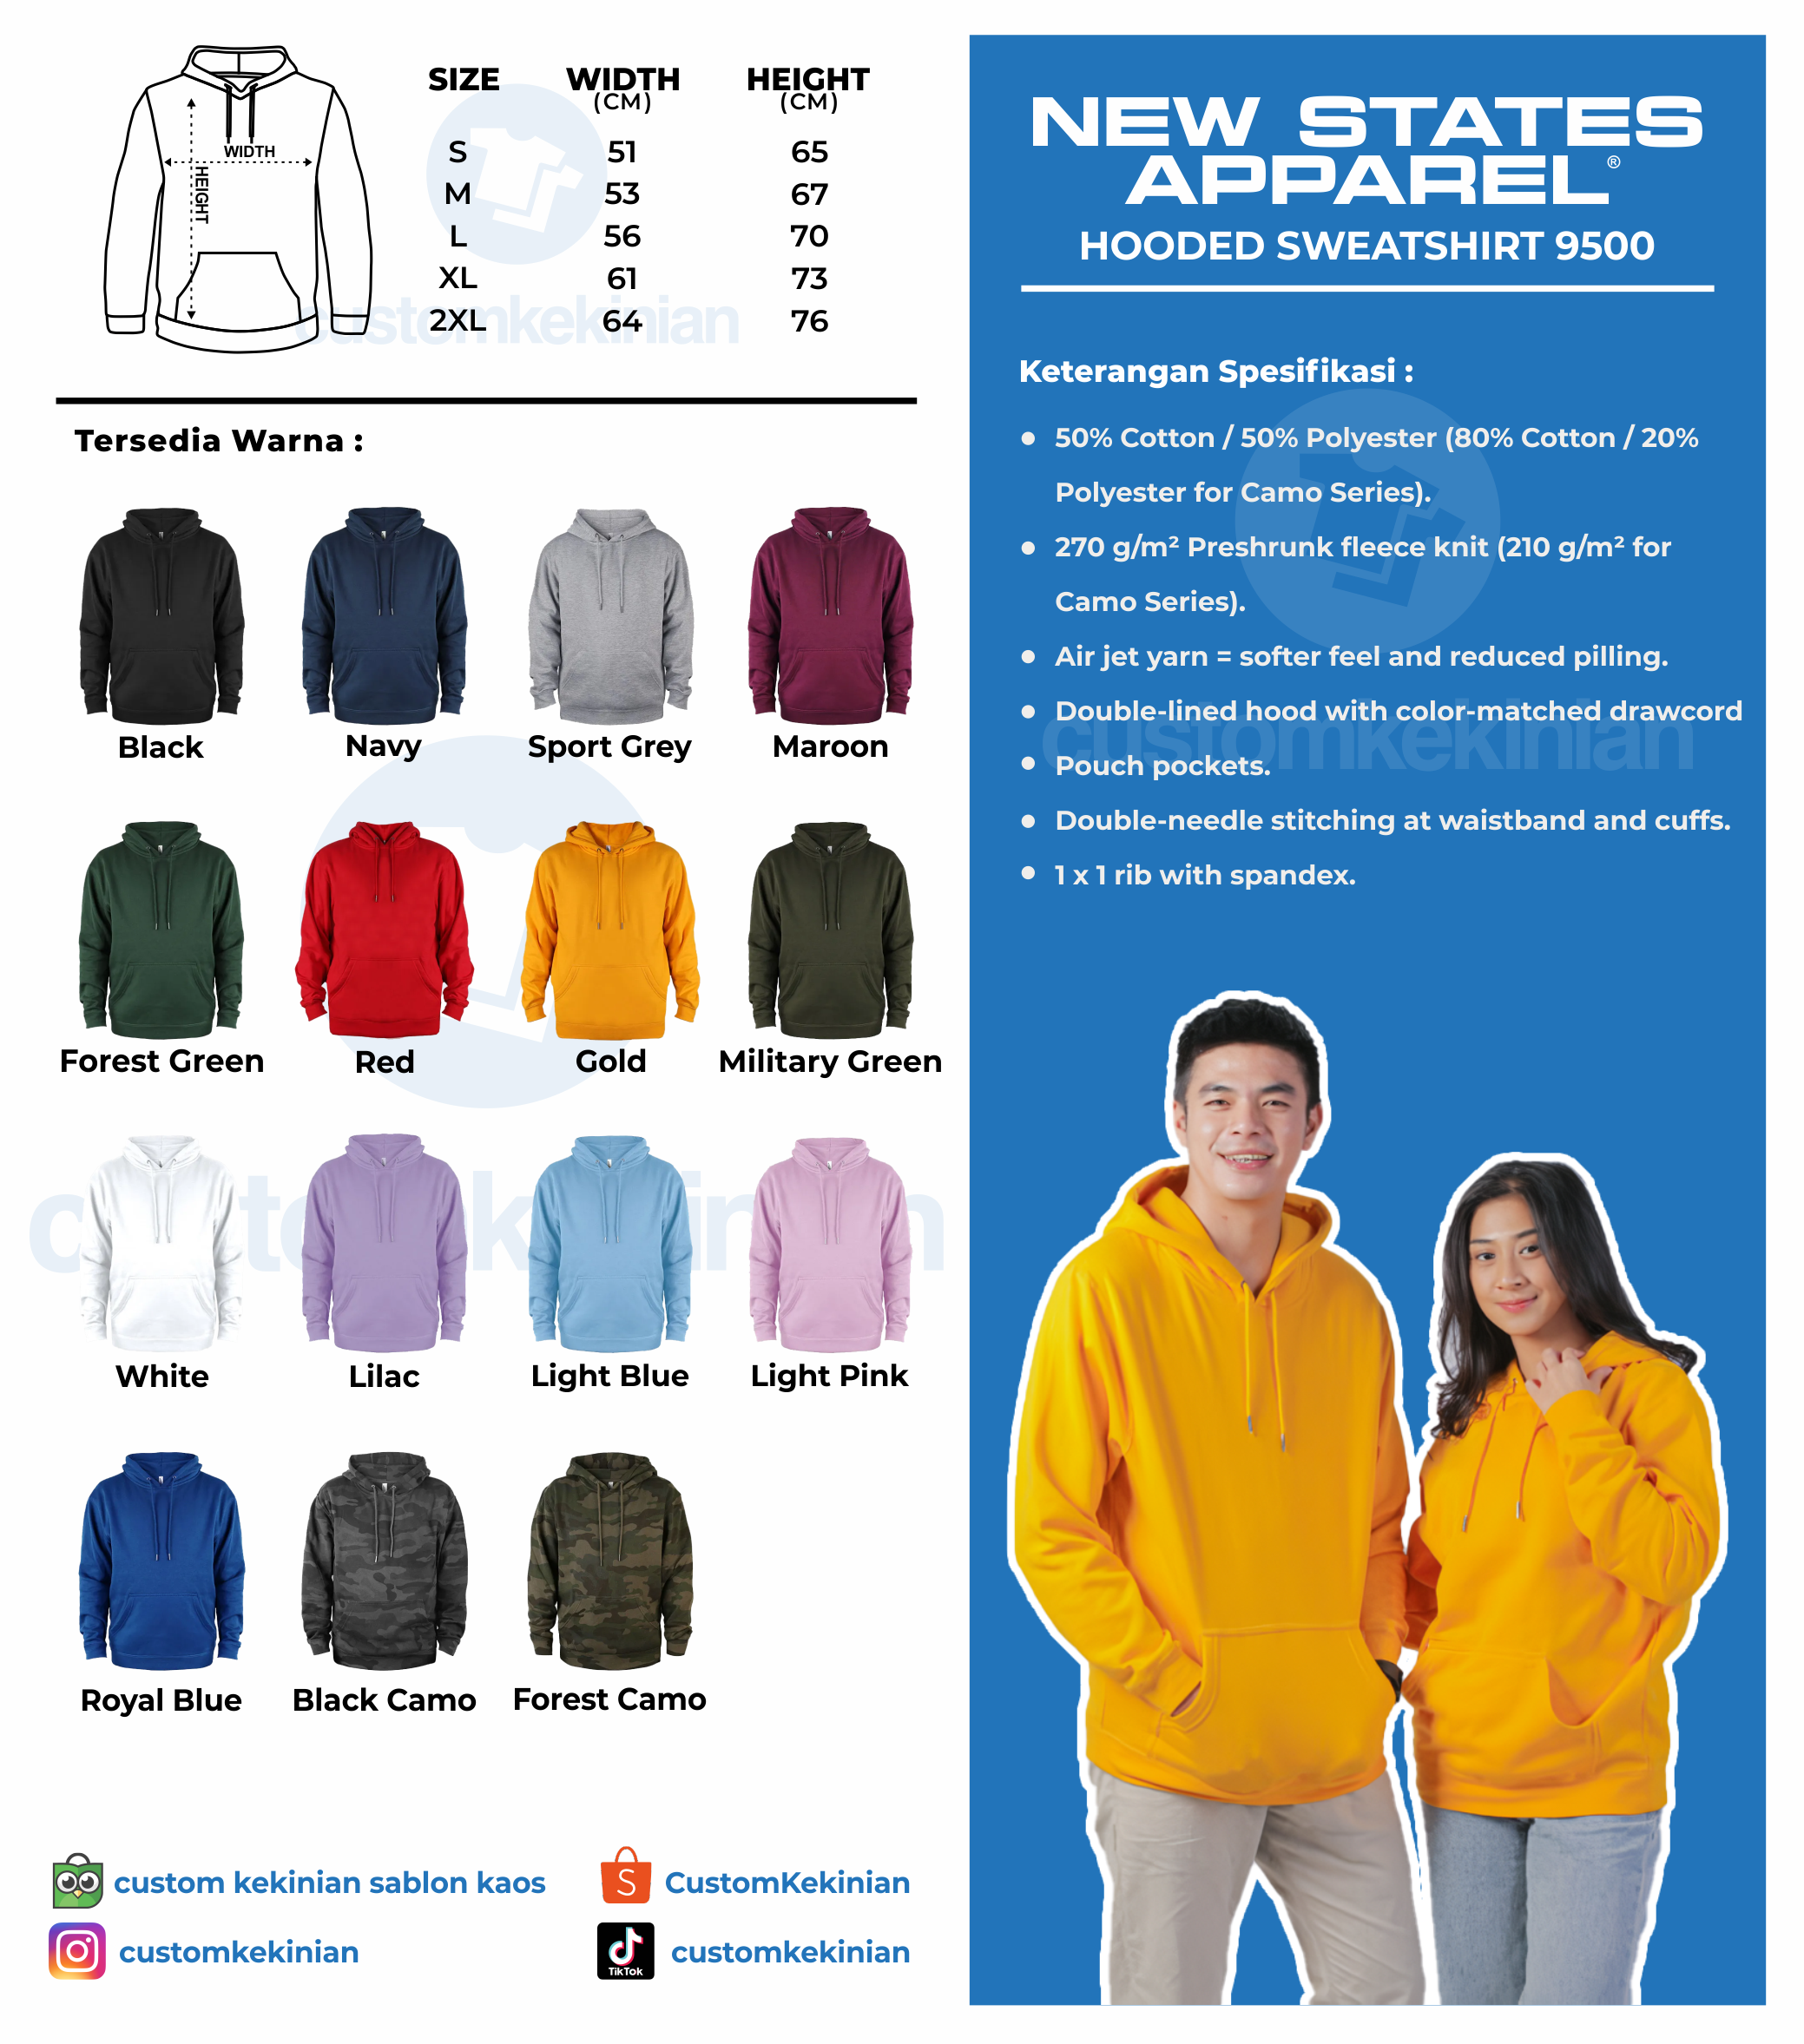 WIDTH
HEIGHT
SIZE WIDTH HEIGHT
(CM) (CM)
S 51 65
M 53 67
L 56 70
XL 61 73
2XL 64 76
customkekinian
Tersedia Warna :
Black Navy Sport Grey Maroon
Forest Green Red Gold Military Green
White Lilac Light Blue Light Pink
customkekinian
Royal Blue Black Camo Forest Camo
custom kekinian sablon kaos
S CustomKekinian
customkekinian
TikTok customkekinian
NEW STATES
APPAREL®
HOODED SWEATSHIRT 9500
Keterangan Spesifikasi :
● 50% Cotton / 50% Polyester (80% Cotton / 20%
Polyester for Camo Series).
● 270 g/m² Preshrunk fleece knit (210 g/m² for
Camo Series).
● Air jet yarn = softer feel and reduced pilling.
● Double-lined hood with color-matched drawcord
customkekinian
● Pouch pockets.
● Double-needle stitching at waistband and cuffs.
● 1 x 1 rib with spandex.